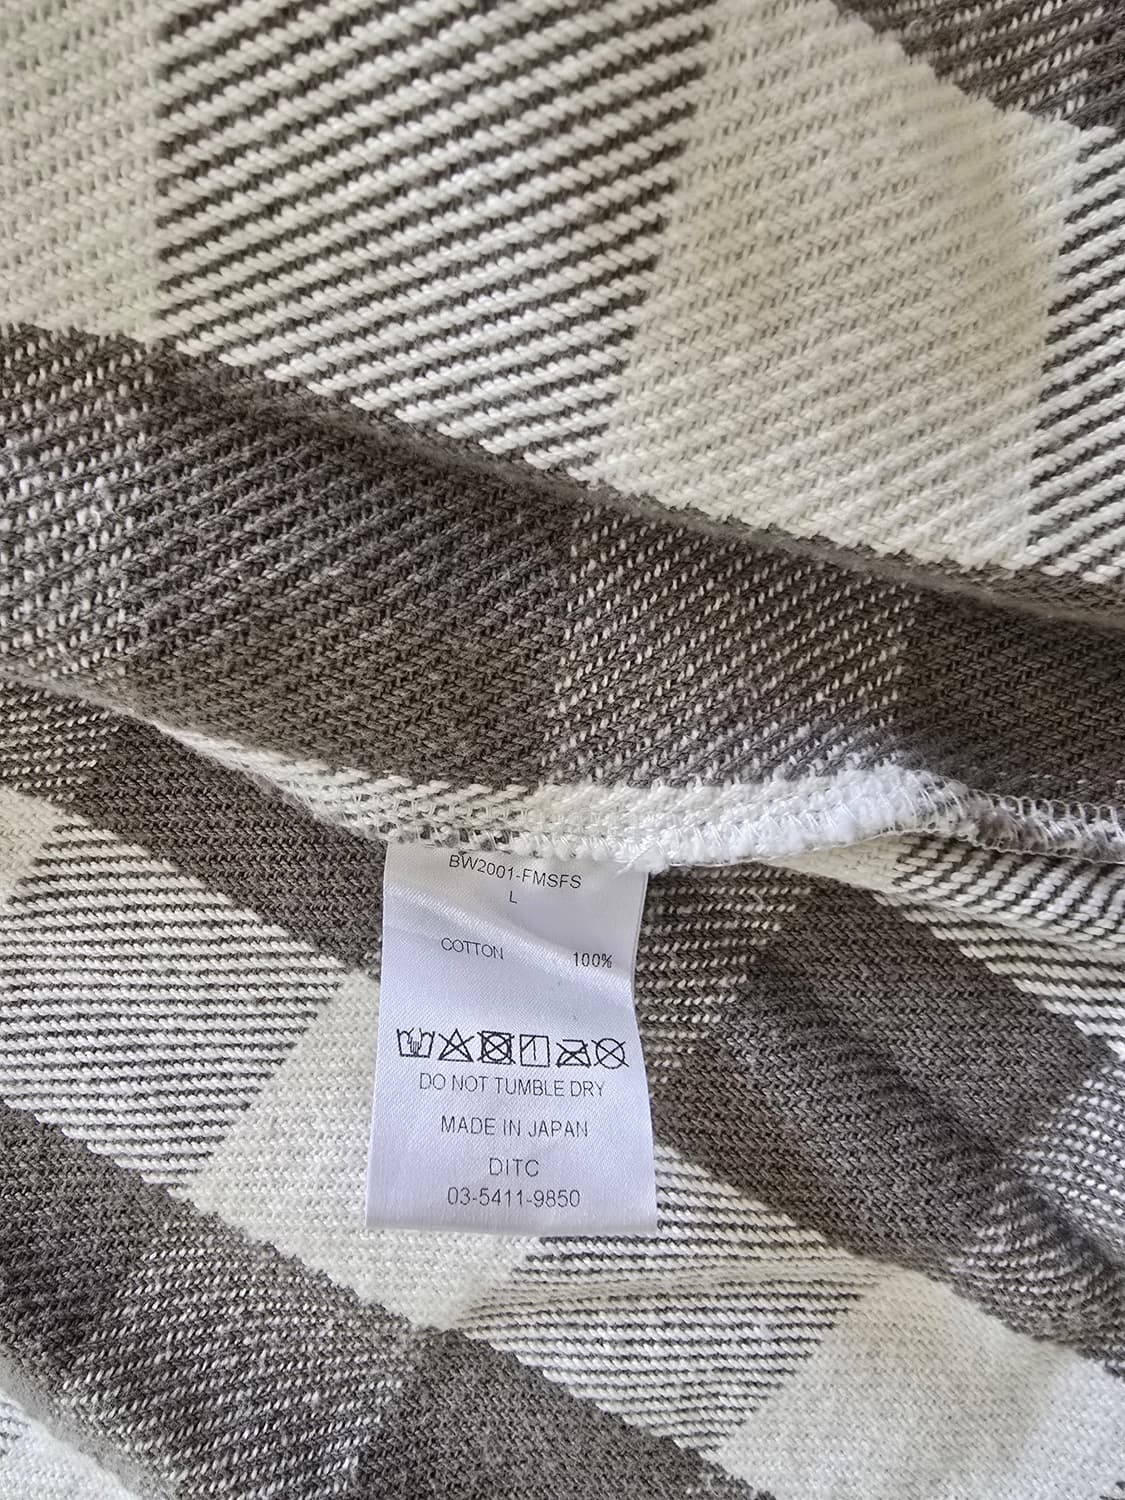 BW2001-FMSFS
L
COTTON 100%
DO NOT TUMBLE DRY
MADE IN JAPAN
DITC
03-5411-9850